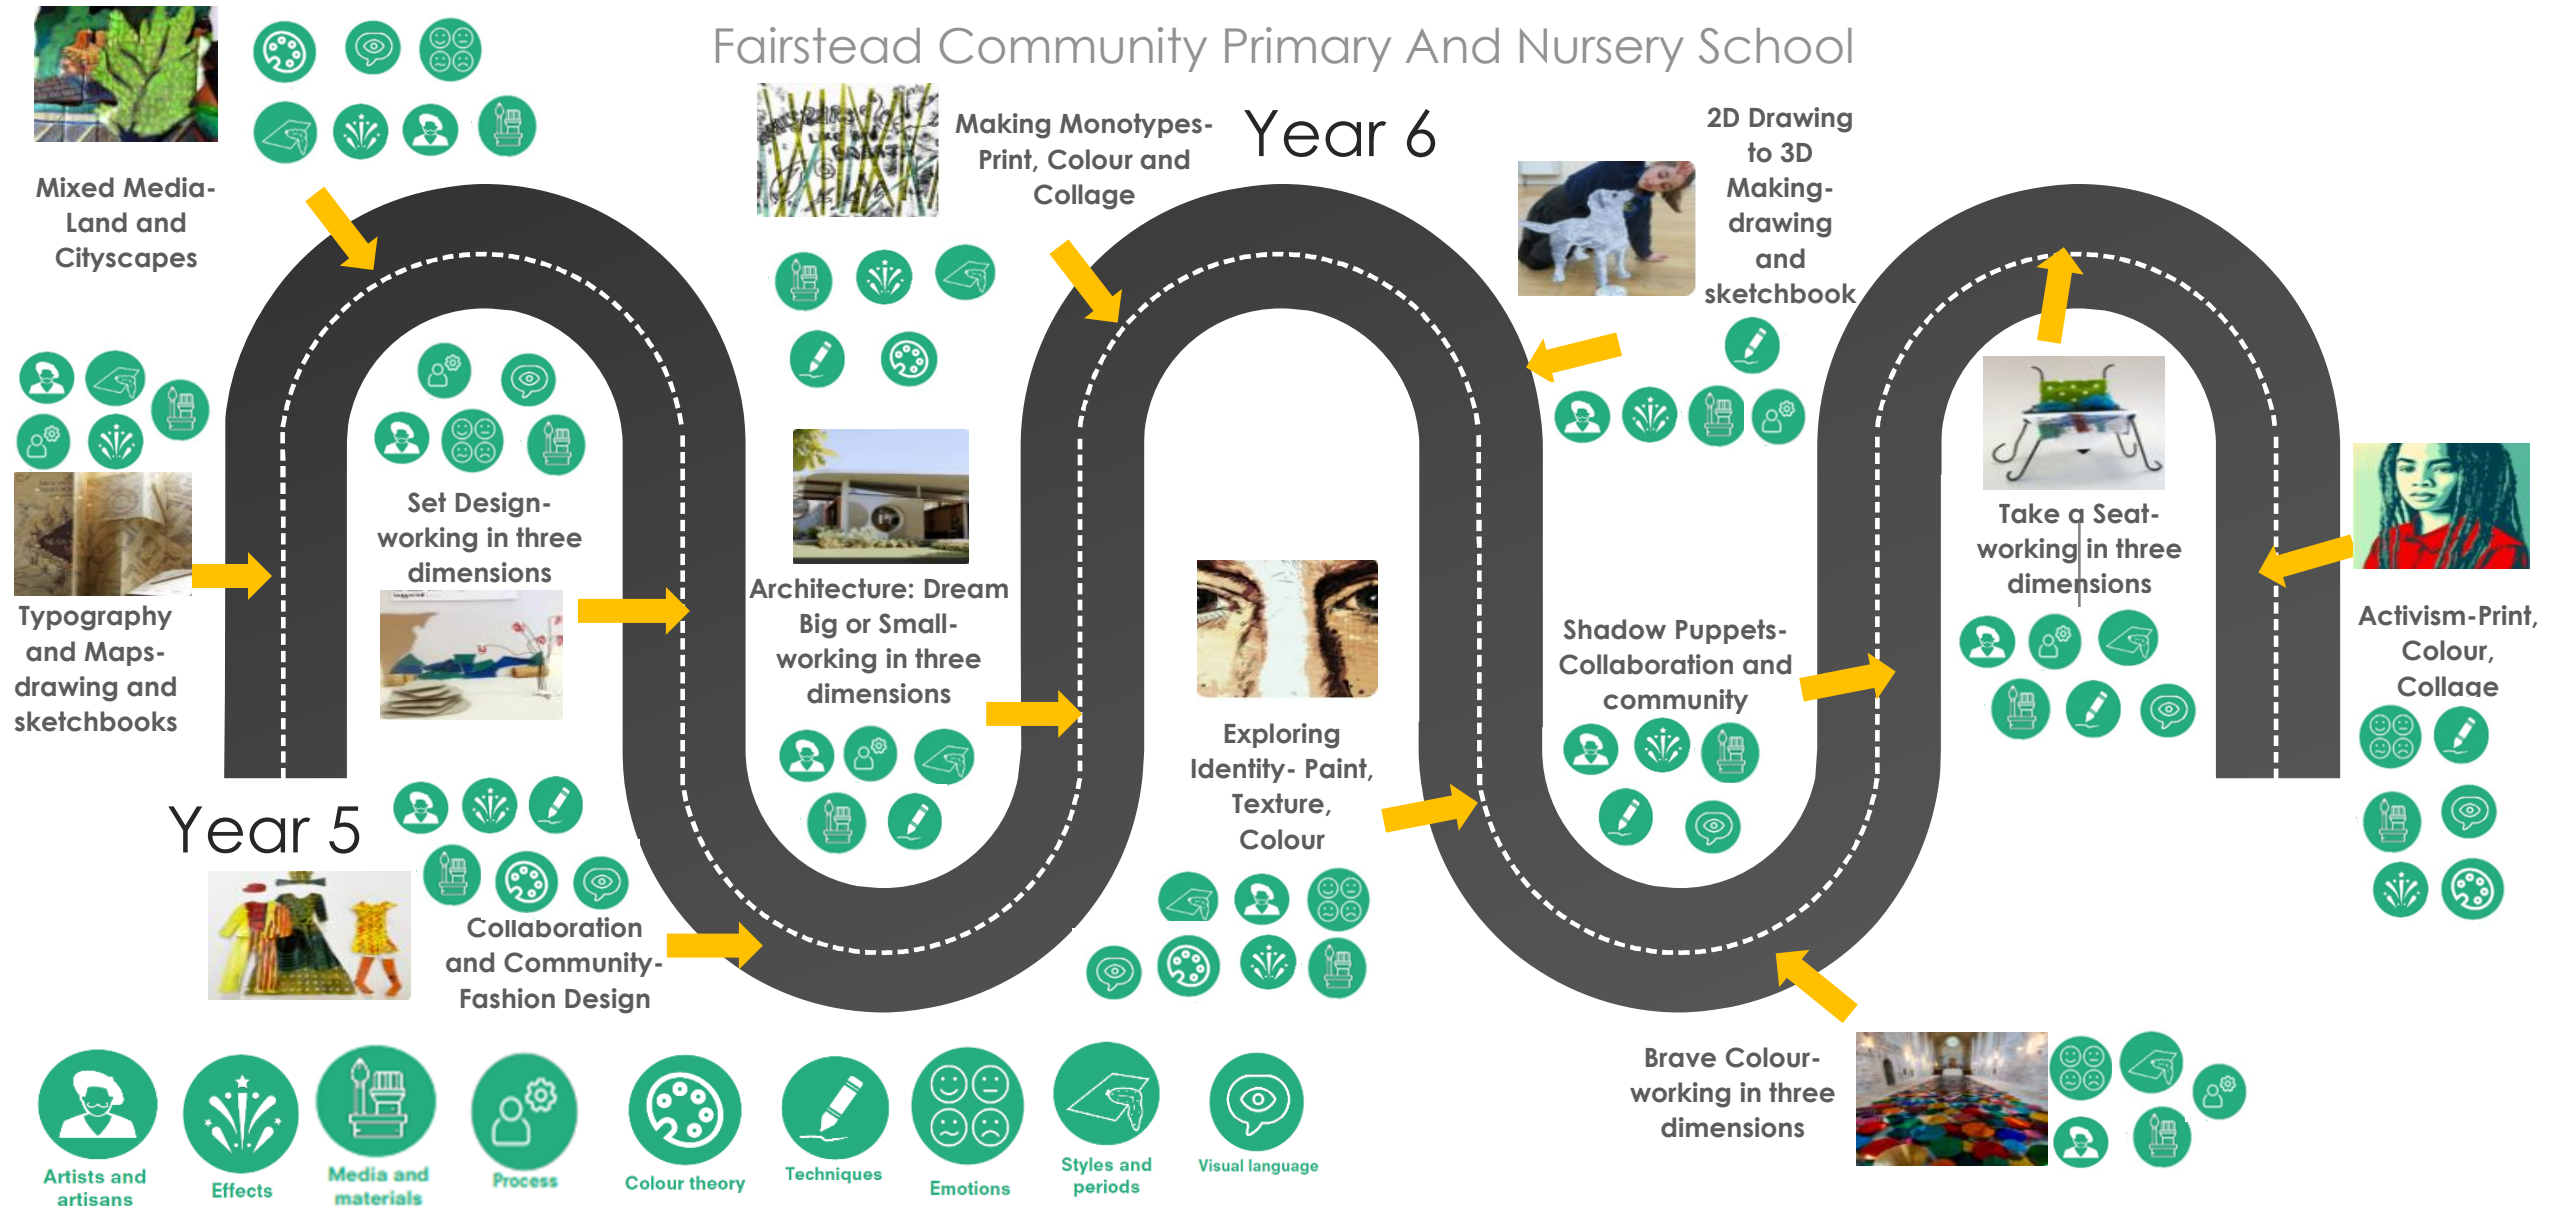 Fairstead Community Primary And Nursery School
Mixed Media-
Land and
Cityscapes
Making Monotypes-
Print, Colour and
Collage
Year 6
2D Drawing
to 3D
Making-
drawing
and
sketchbook
Typography
and Maps-
drawing and
sketchbooks
Set Design-
working in three
dimensions
Architecture: Dream
Big or Small-
working in three
dimensions
Exploring
Identity- Paint,
Texture,
Colour
Shadow Puppets-
Collaboration and
community
Take a Seat-
working in three
dimensions
Activism-Print,
Colour,
Collage
Year 5
Collaboration
and Community-
Fashion Design
Brave Colour-
working in three
dimensions
Artists and
artisans
Effects
Media and
materials
Process
Colour theory
Techniques
Emotions
Styles and
periods
Visual language